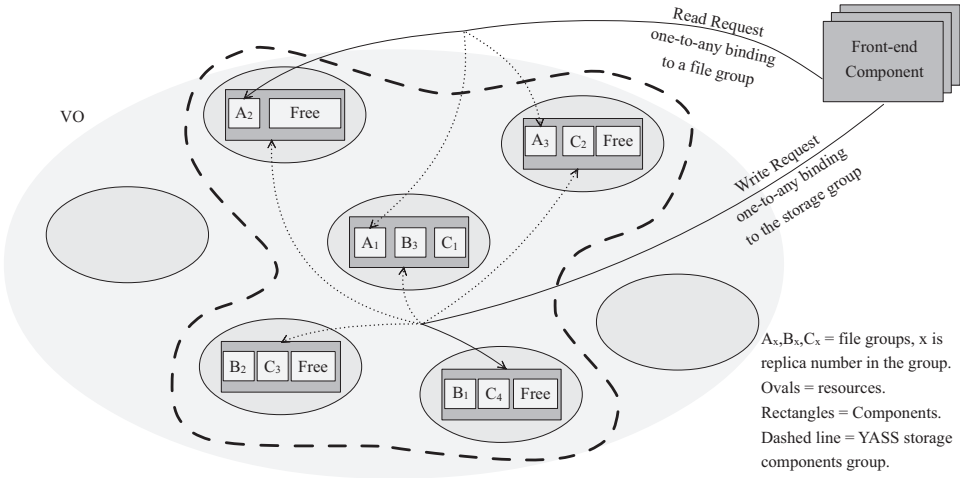 Read Request
one-to-any binding
to a file group
Front-end
Component
VO
A₂ Free
A₃ C₂ Free
Write Request
one-to-any binding
to the storage group
A₁ B₃ C₁
B₂ C₃ Free
B₁ C₄ Free
Aₓ,Bₓ,Cₓ = file groups, x is
replica number in the group.
Ovals = resources.
Rectangles = Components.
Dashed line = YASS storage
components group.